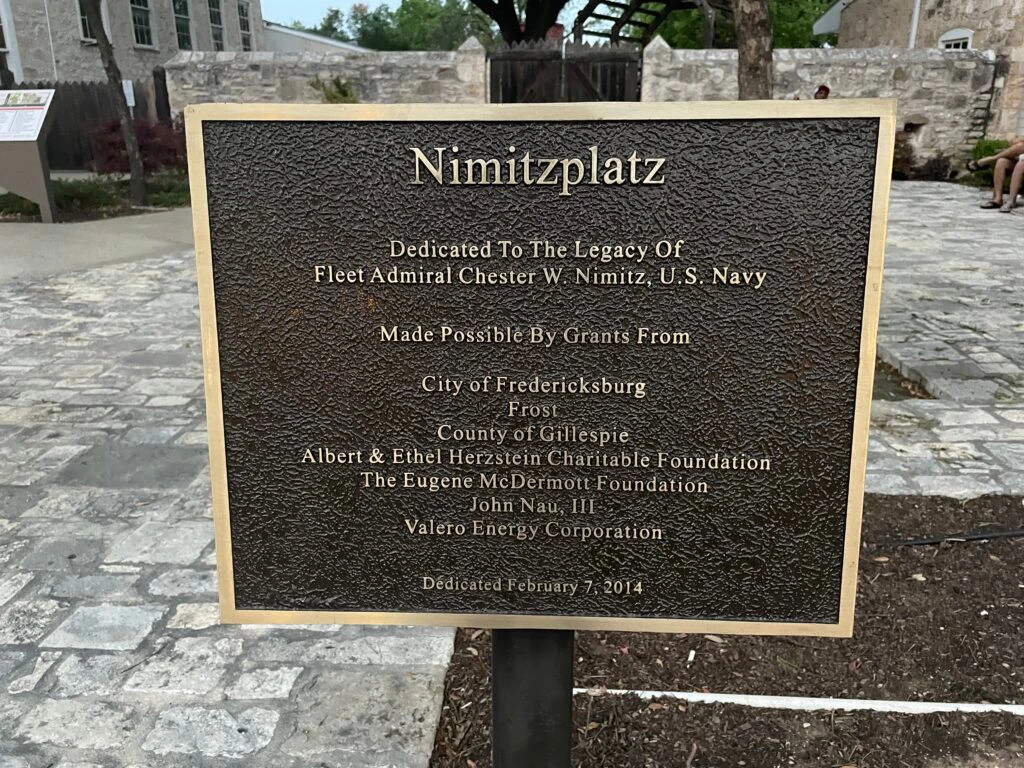 Nimitzplatz
Dedicated To The Legacy Of
Fleet Admiral Chester W. Nimitz, U.S. Navy
Made Possible By Grants From
City of Fredericksburg
Frost
County of Gillespie
Albert & Ethel Herzstein Charitable Foundation
The Eugene McDermott Foundation
John Nau, III
Valero Energy Corporation
Dedicated February 7, 2014